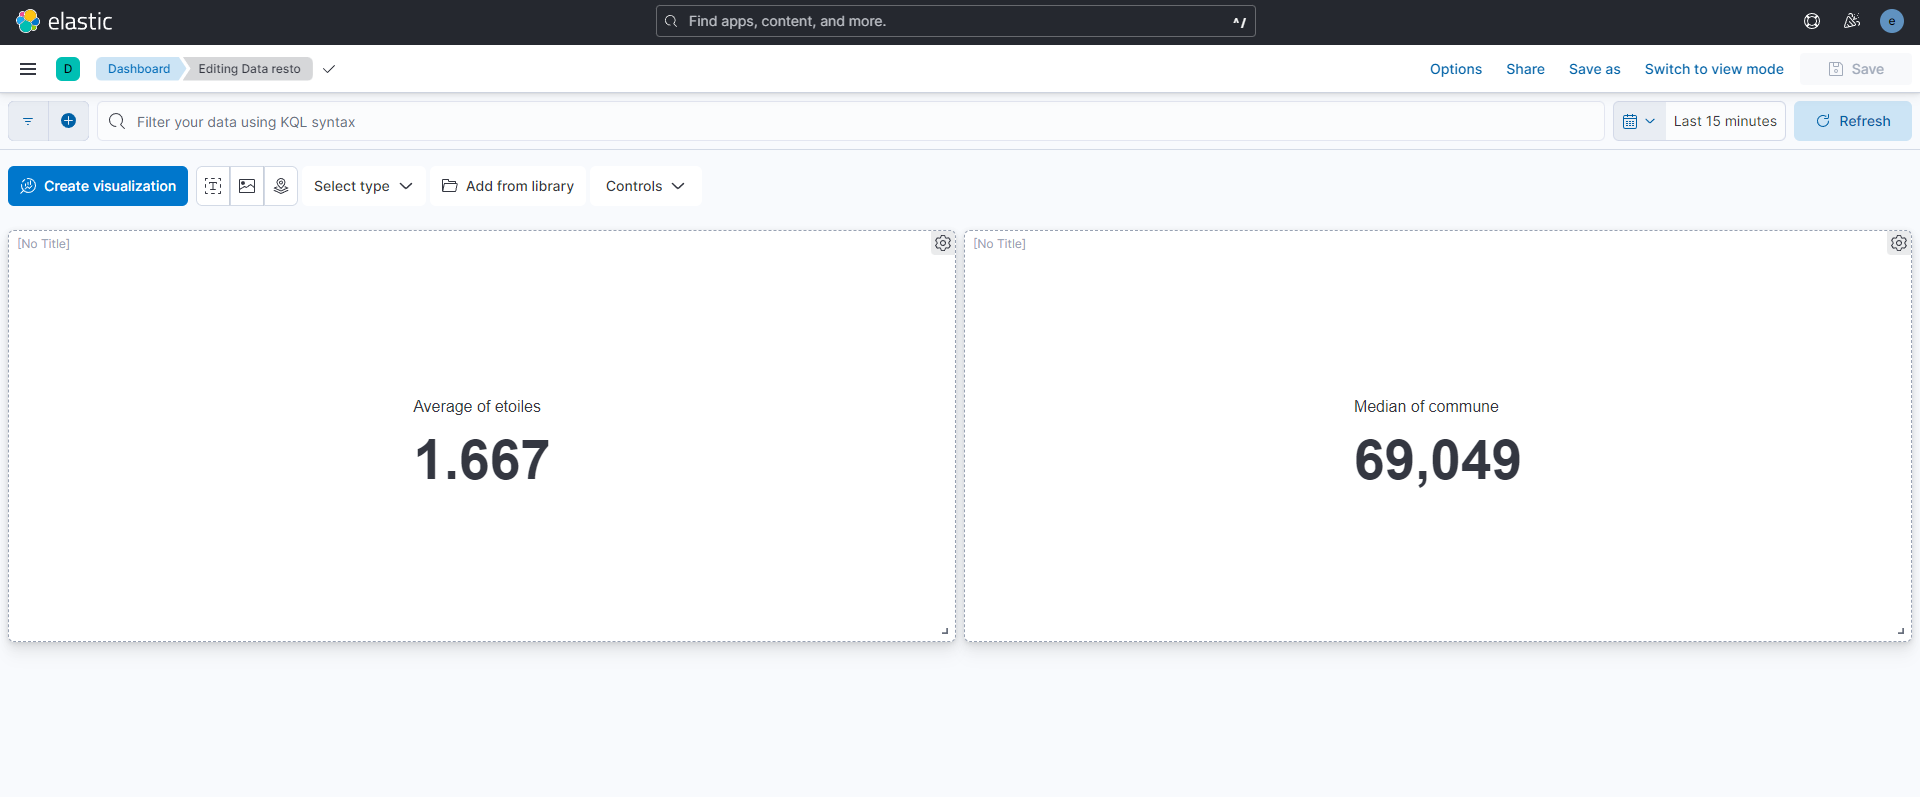 elastic
Find apps, content, and more.
^/
e
D
Dashboard
Editing Data resto
Options
Share
Save as
Switch to view mode
Save
Filter your data using KQL syntax
Last 15 minutes
Refresh
Create visualization
Select type
Add from library
Controls
[No Title]
Average of etoiles
1.667
[No Title]
Median of commune
69,049